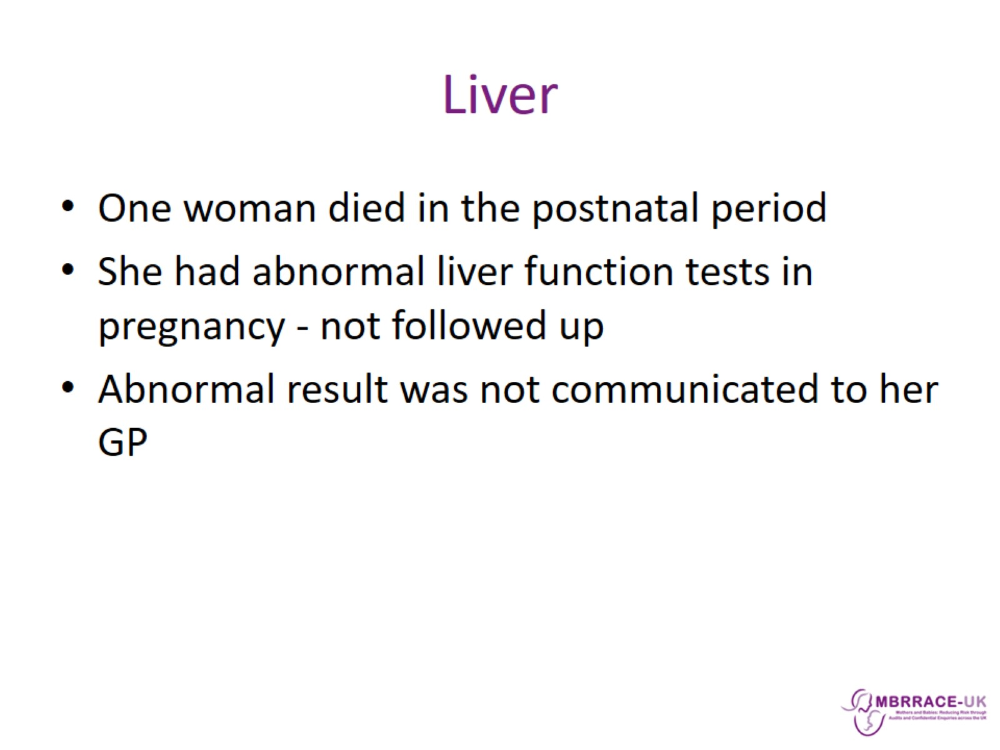 Liver
• One woman died in the postnatal period
• She had abnormal liver function tests in
pregnancy - not followed up
• Abnormal result was not communicated to her
GP
MBRRACE-UK
Mothers and Babies: Reducing Risk through
Audits and Confidential Enquiries across the UK